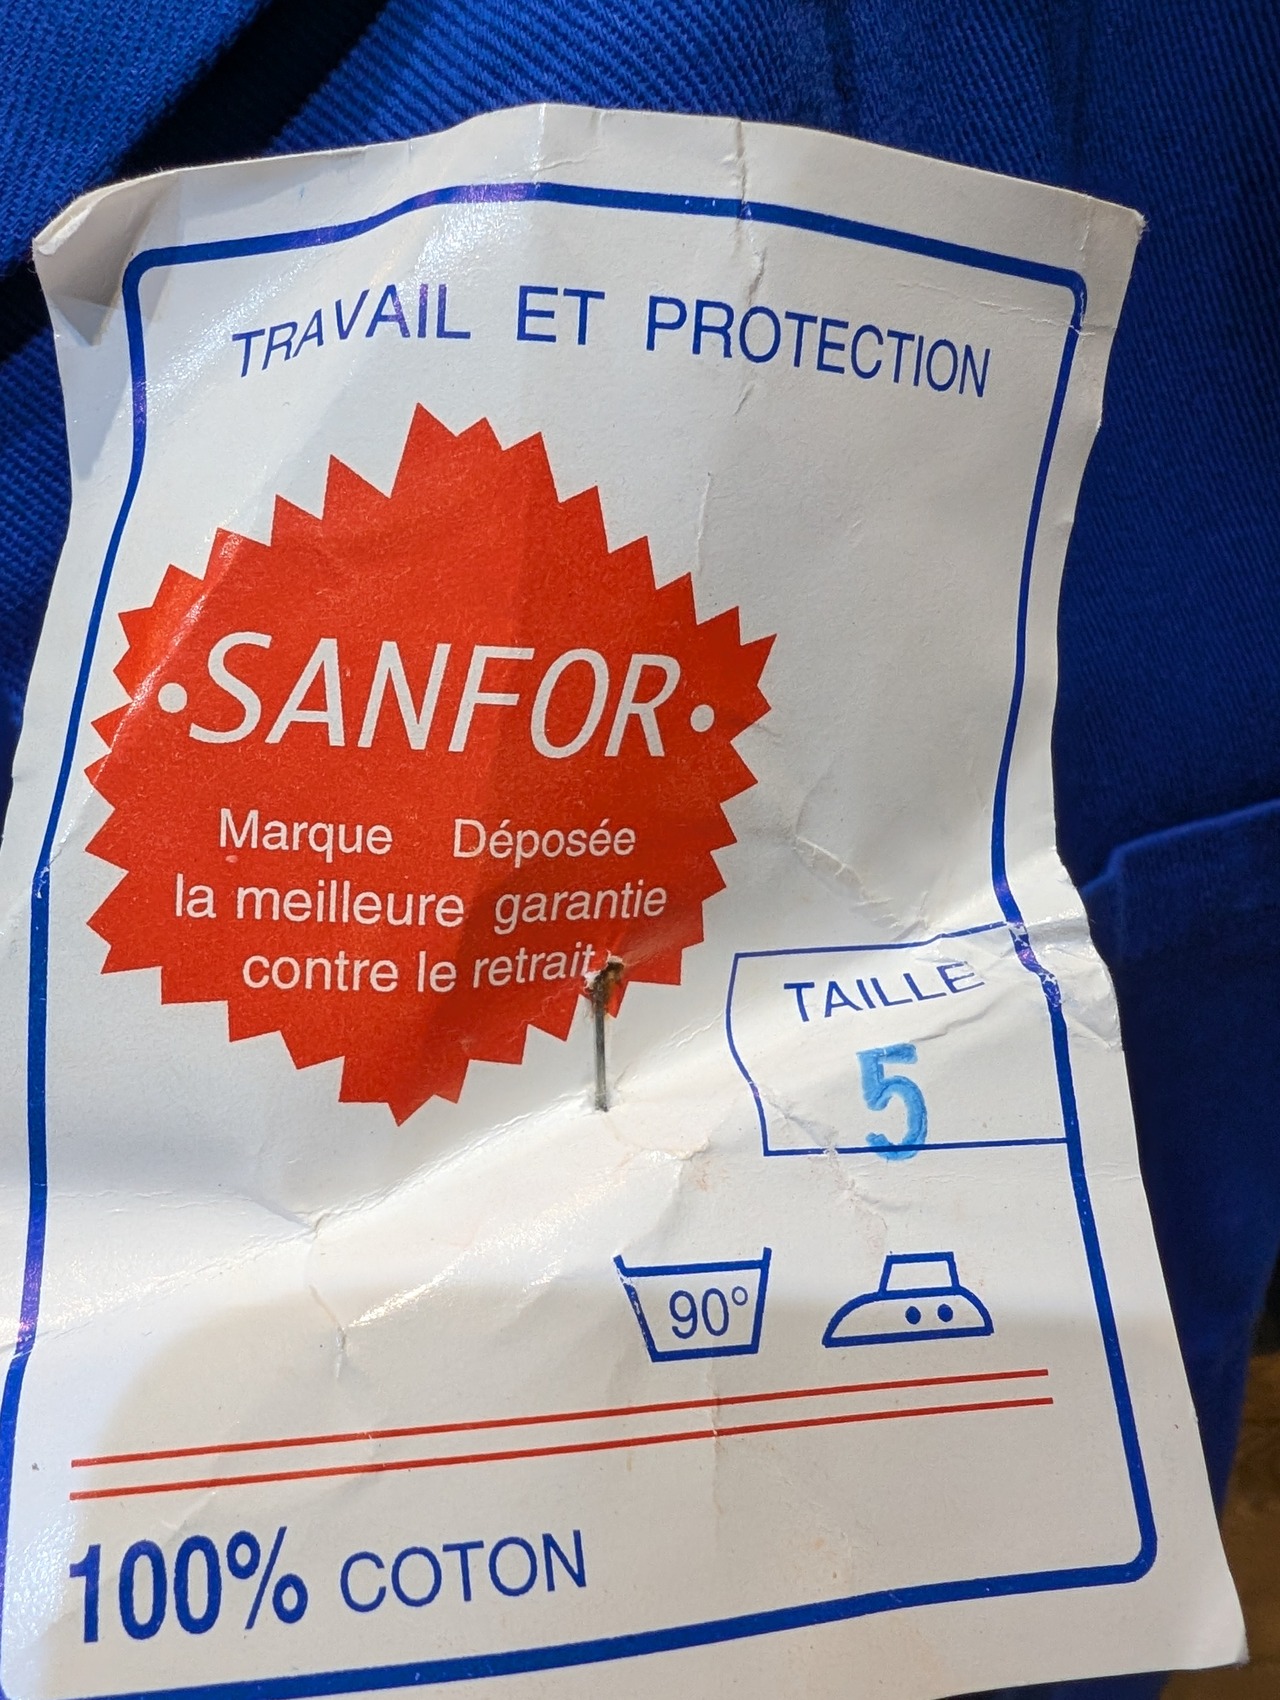 TRAVAIL ET PROTECTION
• SANFOR •
Marque Déposée
la meilleure garantie
contre le retrait
TAILLE
5
90°
100% COTON